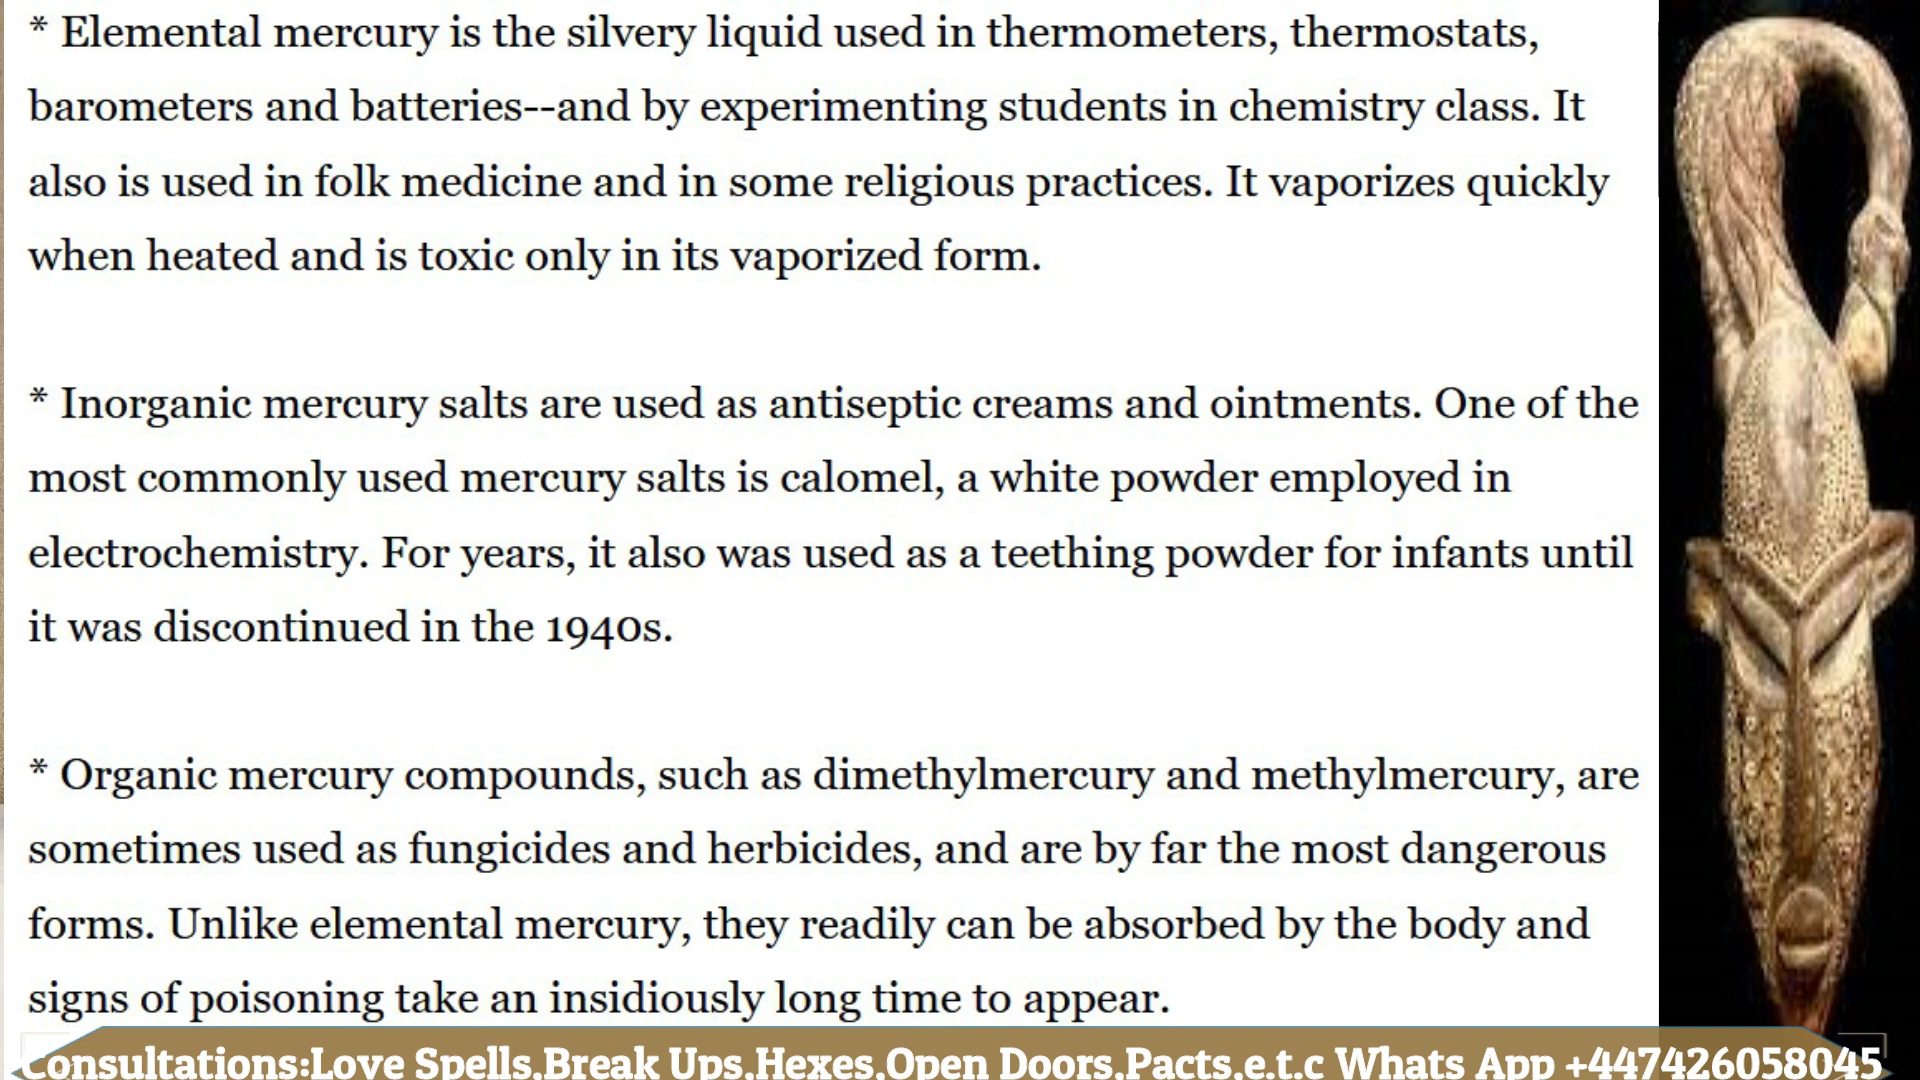 * Elemental mercury is the silvery liquid used in thermometers, thermostats,
barometers and batteries--and by experimenting students in chemistry class. It
also is used in folk medicine and in some religious practices. It vaporizes quickly
when heated and is toxic only in its vaporized form.
* Inorganic mercury salts are used as antiseptic creams and ointments. One of the
most commonly used mercury salts is calomel, a white powder employed in
electrochemistry. For years, it also was used as a teething powder for infants until
it was discontinued in the 1940s.
* Organic mercury compounds, such as dimethylmercury and methylmercury, are
sometimes used as fungicides and herbicides, and are by far the most dangerous
forms. Unlike elemental mercury, they readily can be absorbed by the body and
signs of poisoning take an insidiously long time to appear.
Consultations:Love Spells,Break Ups,Hexes,Open Doors,Pacts,e.t.c Whats App +447426058045